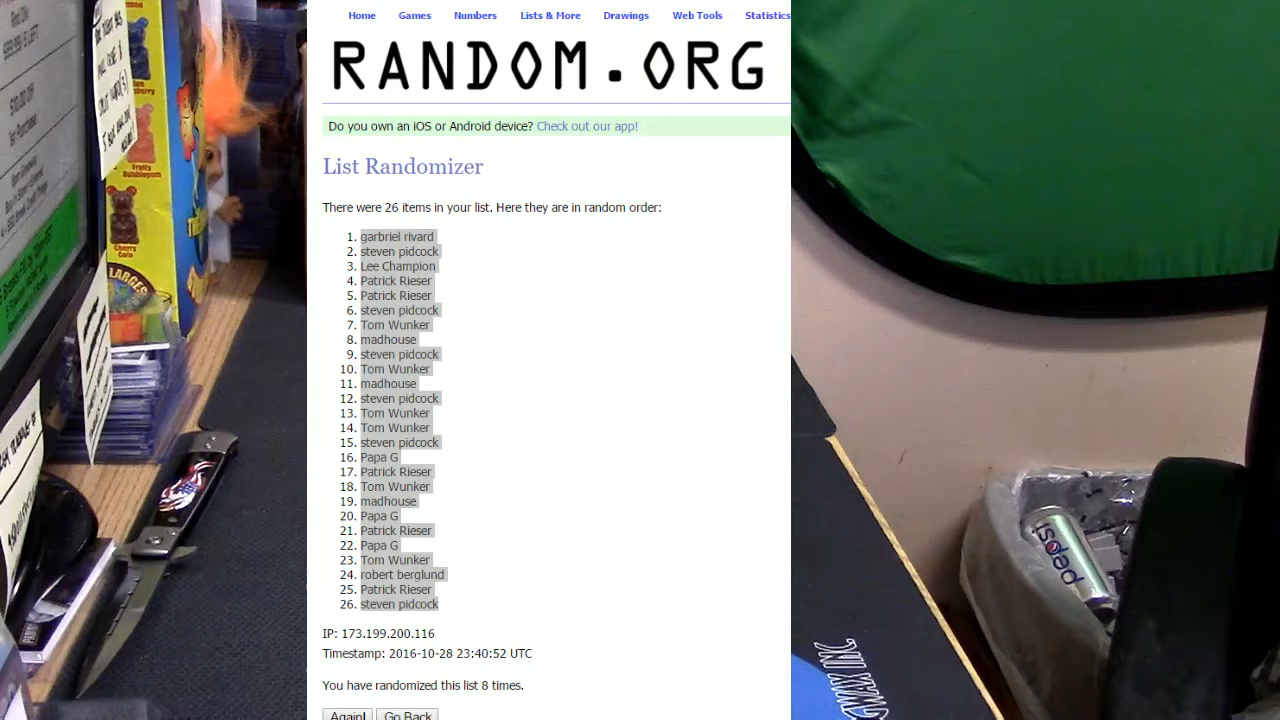 Home Games Numbers Lists & More Drawings Web Tools Statistics
RANDOM.ORG
Do you own an iOS or Android device? Check out our app!
List Randomizer
There were 26 items in your list. Here they are in random order:
1. garbriel rivard
2. steven pidcock
3. Lee Champion
4. Patrick Rieser
5. Patrick Rieser
6. steven pidcock
7. Tom Wunker
8. madhouse
9. steven pidcock
10. Tom Wunker
11. madhouse
12. steven pidcock
13. Tom Wunker
14. Tom Wunker
15. steven pidcock
16. Papa G
17. Patrick Rieser
18. Tom Wunker
19. madhouse
20. Papa G
21. Patrick Rieser
22. Papa G
23. Tom Wunker
24. robert berglund
25. Patrick Rieser
26. steven pidcock
IP: 173.199.200.116
Timestamp: 2016-10-28 23:40:52 UTC
You have randomized this list 8 times.
Again! Go Back
Fruity
Bubblegum
Cherry
Cola
pepsi